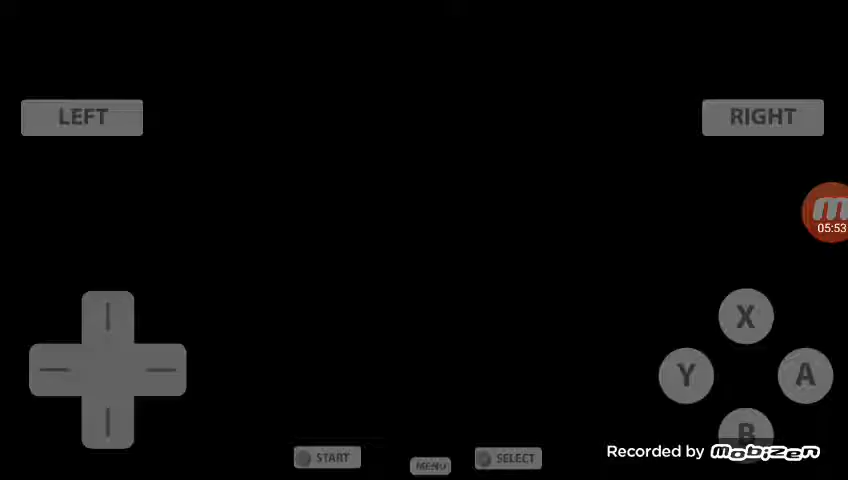 LEFT
RIGHT
05:53
X
Y
A
B
START
SELECT
MENU
Recorded by mobizen